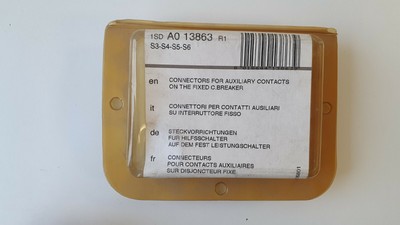 1SD A0 13863 R1
S3-S4-S5-S6
en CONNECTORS FOR AUXILIARY CONTACTS
ON THE FIXED C.BREAKER
it CONNETTORI PER CONTATTI AUSILIARI
SU INTERRUTTORE FISSO
de STECKVORRICHTUNGEN
FUR HILFSSCHALTER
AUF DEM FEST LEISTUNGSCHALTER
fr CONNECTEURS
POUR CONTACTS AUXILIAIRES
SUR DISJONCTEUR FIXE